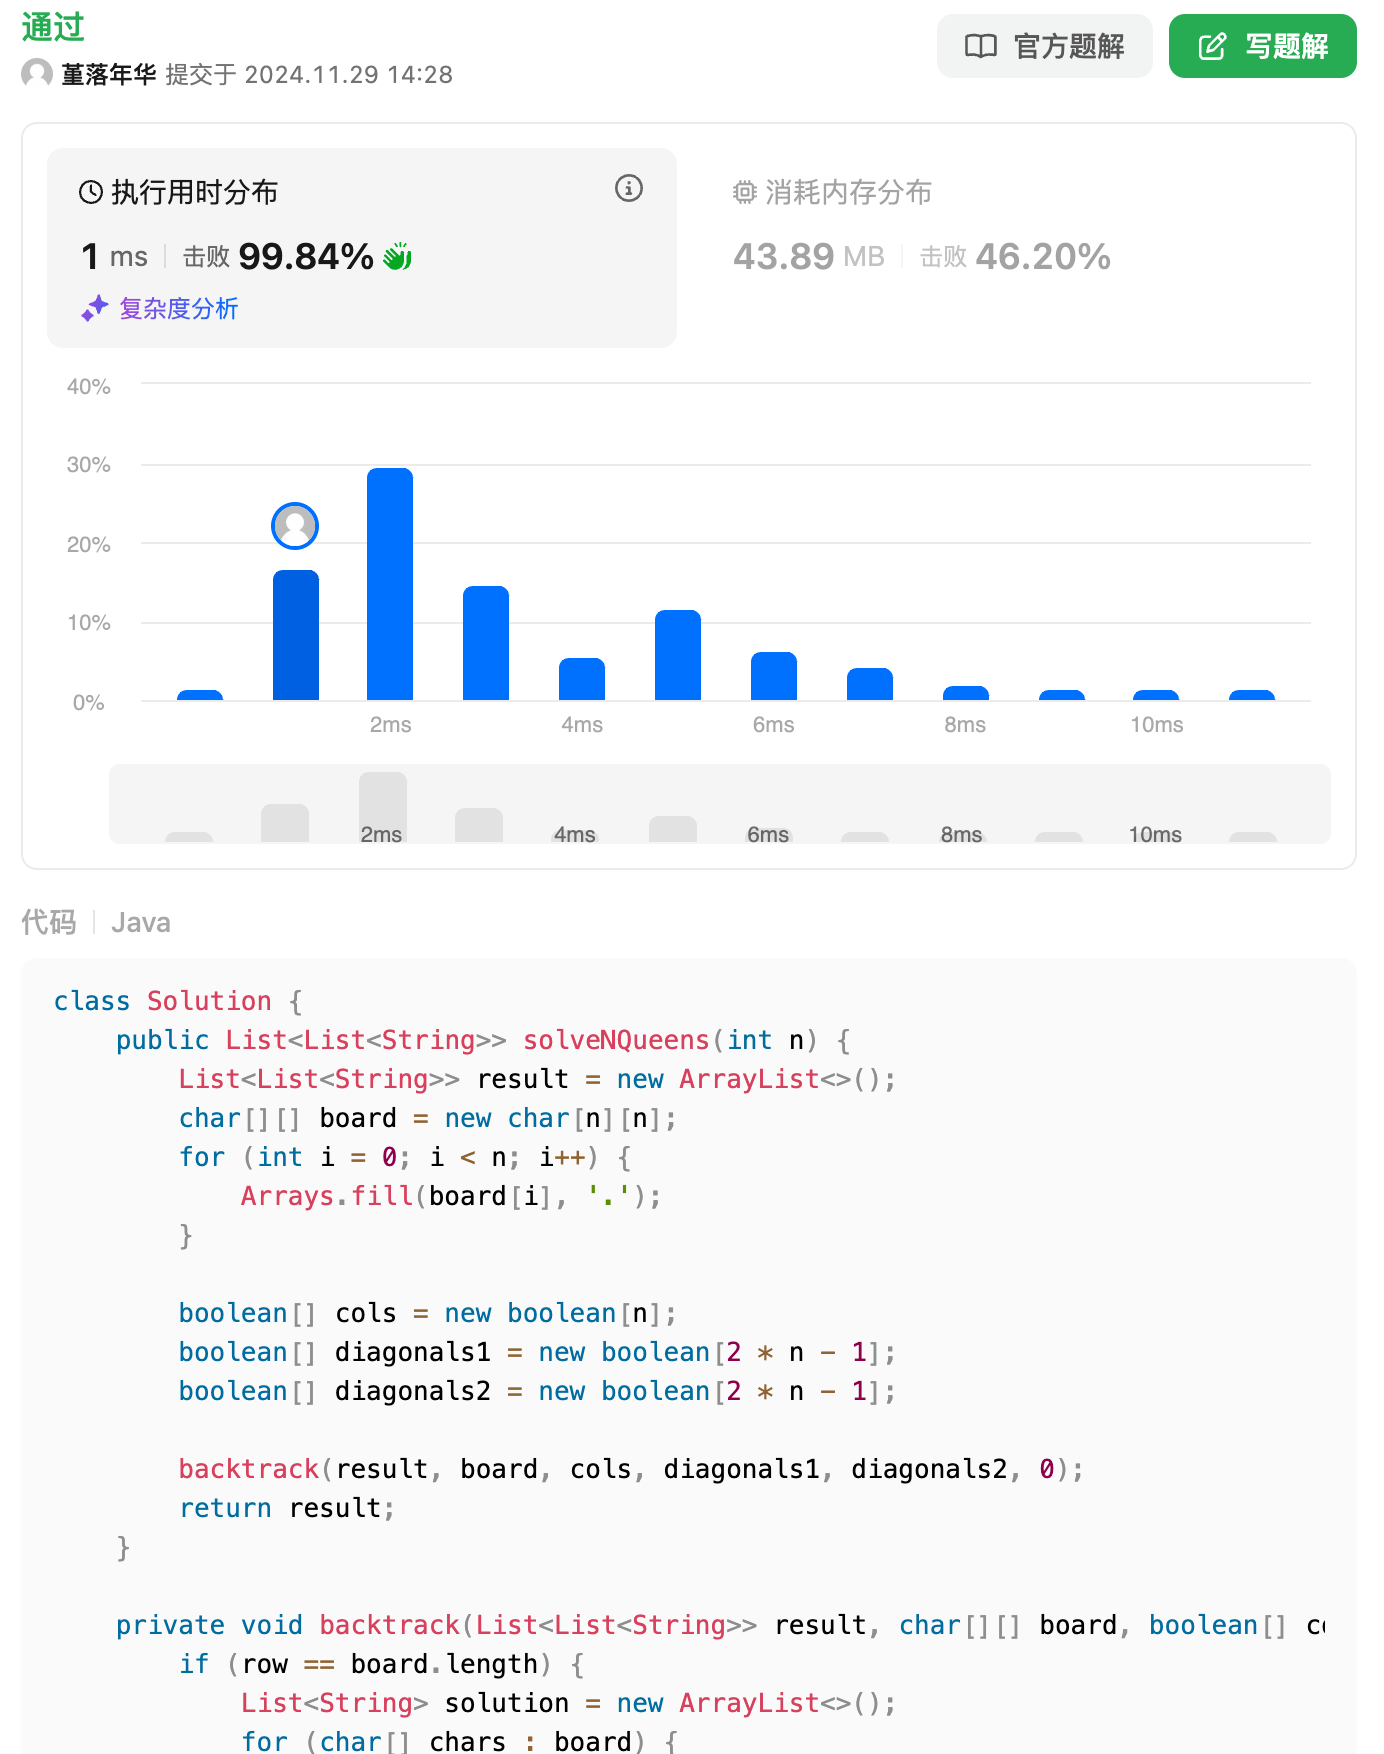 通过
官方题解
写题解
堇落年华 提交于 2024.11.29 14:28
执行用时分布
消耗内存分布
1 ms 击败 99.84%
43.89 MB 击败 46.20%
复杂度分析
40%
30%
20%
10%
0%
2ms 4ms 6ms 8ms 10ms
2ms 4ms 6ms 8ms 10ms
代码 Java
class Solution {
    public List<List<String>> solveNQueens(int n) {
        List<List<String>> result = new ArrayList<>();
        char[][] board = new char[n][n];
        for (int i = 0; i < n; i++) {
            Arrays.fill(board[i], '.');
        }
        boolean[] cols = new boolean[n];
        boolean[] diagonals1 = new boolean[2 * n - 1];
        boolean[] diagonals2 = new boolean[2 * n - 1];
        backtrack(result, board, cols, diagonals1, diagonals2, 0);
        return result;
    }
    private void backtrack(List<List<String>> result, char[][] board, boolean[]
        if (row == board.length) {
            List<String> solution = new ArrayList<>();
            for (char[] chars : board) {